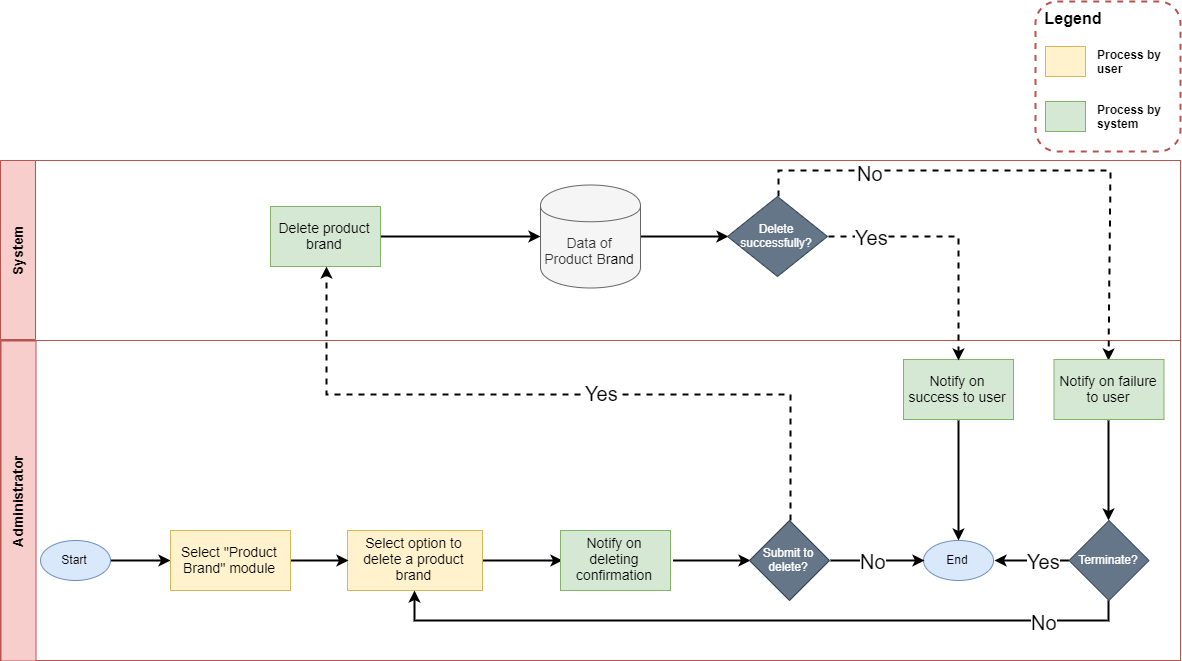 Legend
Process by
user
Process by
system
System
No
Delete product
brand
Data of
Product Brand
Delete
successfully?
Yes
Administrator
Notify on
success to user
Notify on failure
to user
Yes
Start
Select "Product
Brand" module
Select option to
delete a product
brand
Notify on
deleting
confirmation
Submit to
delete?
No
End
Yes
Terminate?
No